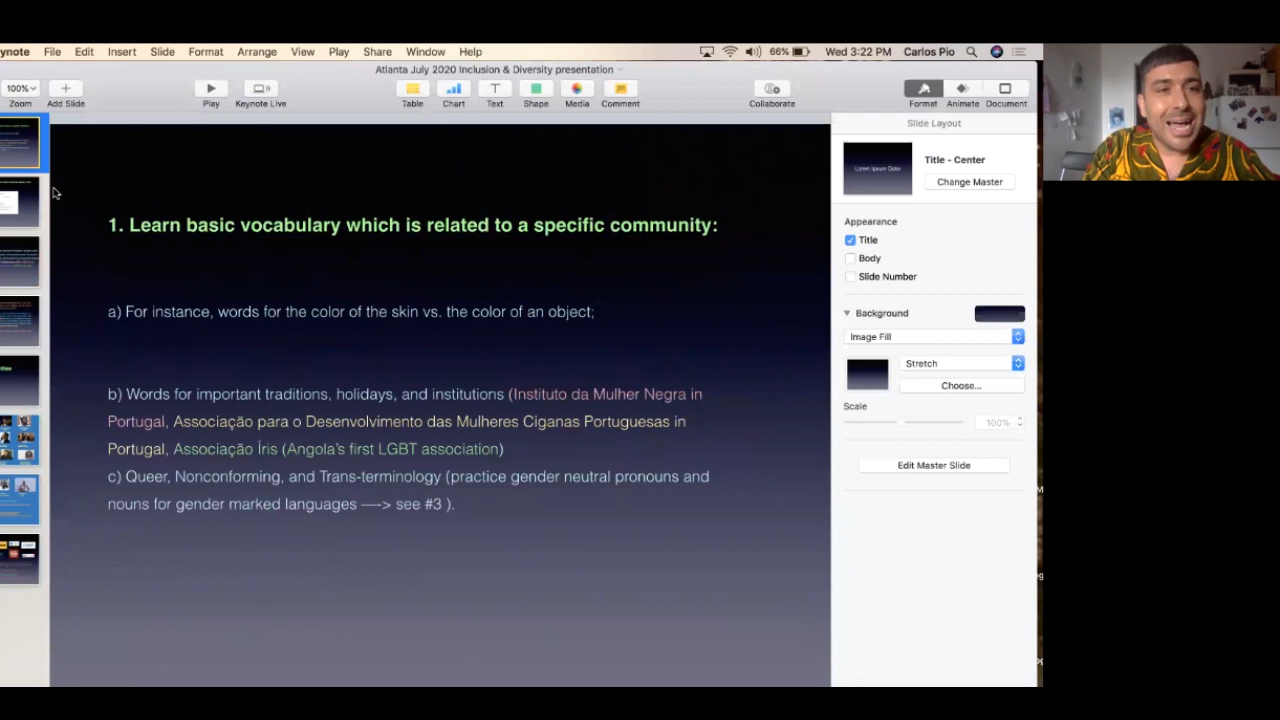 ynote File Edit Insert Slide Format Arrange View Play Share Window Help 66% Wed 3:22 PM Carlos Pio
Atlanta July 2020 Inclusion & Diversity presentation
100%
Zoom Add Slide Play Keynote Live Table Chart Text Shape Media Comment Collaborate Format Animate Document
Slide Layout
Lorem Ipsum Dolor
Title - Center
Change Master
Appearance
Title
Body
Slide Number
Background
Image Fill
Stretch
Choose...
Scale
100%
Edit Master Slide
1. Learn basic vocabulary which is related to a specific community:
a) For instance, words for the color of the skin vs. the color of an object;
b) Words for important traditions, holidays, and institutions (Instituto da Mulher Negra in
Portugal, Associação para o Desenvolvimento das Mulheres Ciganas Portuguesas in
Portugal, Associação Íris (Angola's first LGBT association)
c) Queer, Nonconforming, and Trans-terminology (practice gender neutral pronouns and
nouns for gender marked languages —-> see #3 ).